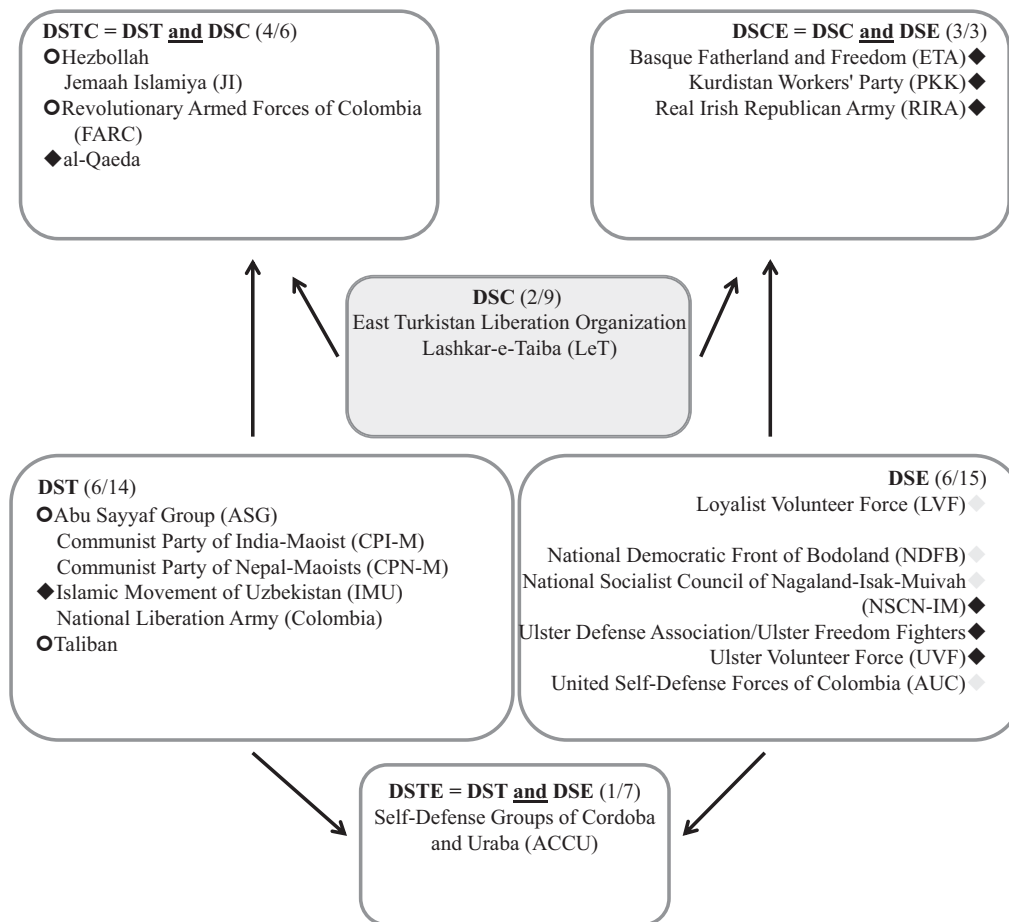 DSTC = DST and DSC (4/6)
Hezbollah
Jemaah Islamiya (JI)
Revolutionary Armed Forces of Colombia
(FARC)
al-Qaeda
DSCE = DSC and DSE (3/3)
Basque Fatherland and Freedom (ETA)
Kurdistan Workers' Party (PKK)
Real Irish Republican Army (RIRA)
DSC (2/9)
East Turkistan Liberation Organization
Lashkar-e-Taiba (LeT)
DST (6/14)
Abu Sayyaf Group (ASG)
Communist Party of India-Maoist (CPI-M)
Communist Party of Nepal-Maoists (CPN-M)
Islamic Movement of Uzbekistan (IMU)
National Liberation Army (Colombia)
Taliban
DSE (6/15)
Loyalist Volunteer Force (LVF)
National Democratic Front of Bodoland (NDFB)
National Socialist Council of Nagaland-Isak-Muivah
(NSCN-IM)
Ulster Defense Association/Ulster Freedom Fighters
Ulster Volunteer Force (UVF)
United Self-Defense Forces of Colombia (AUC)
DSTE = DST and DSE (1/7)
Self-Defense Groups of Cordoba
and Uraba (ACCU)